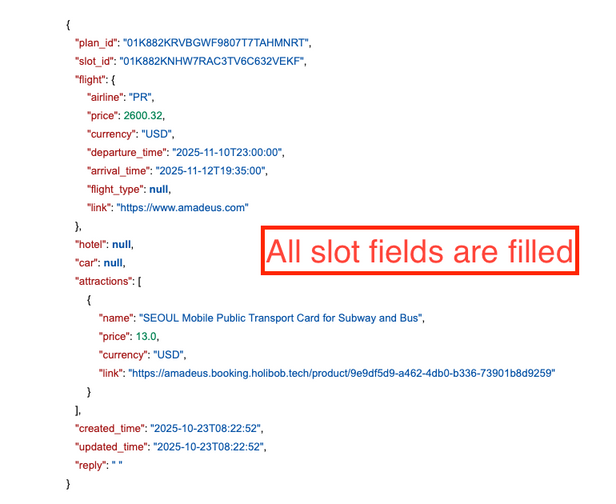 {
"plan_id": "01K882KRVBGWF9807T7TAHMNRT",
"slot_id": "01K882KNHW7RAC3TV6C632VEKF",
"flight": {
"airline": "PR",
"price": 2600.32,
"currency": "USD",
"departure_time": "2025-11-10T23:00:00",
"arrival_time": "2025-11-12T19:35:00",
"flight_type": null,
"link": "https://www.amadeus.com"
},
"hotel": null,
All slot fields are filled
"car": null,
"attractions": [
{
"name": "SEOUL Mobile Public Transport Card for Subway and Bus",
"price": 13.0,
"currency": "USD",
"link": "https://amadeus.booking.holibob.tech/product/9e9df5d9-a462-4db0-b336-73901b8d9259"
}
],
"created_time": "2025-10-23T08:22:52",
"updated_time": "2025-10-23T08:22:52",
"reply": " "
}